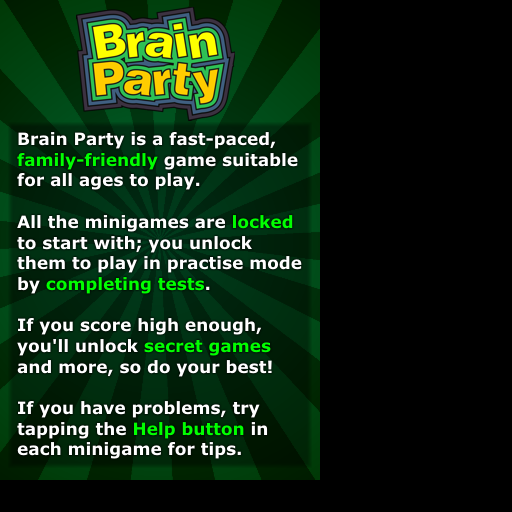 Brain
Party
Brain Party is a fast-paced,
family-friendly game suitable
for all ages to play.
All the minigames are locked
to start with; you unlock
them to play in practise mode
by completing tests.
If you score high enough,
you'll unlock secret games
and more, so do your best!
If you have problems, try
tapping the Help button in
each minigame for tips.